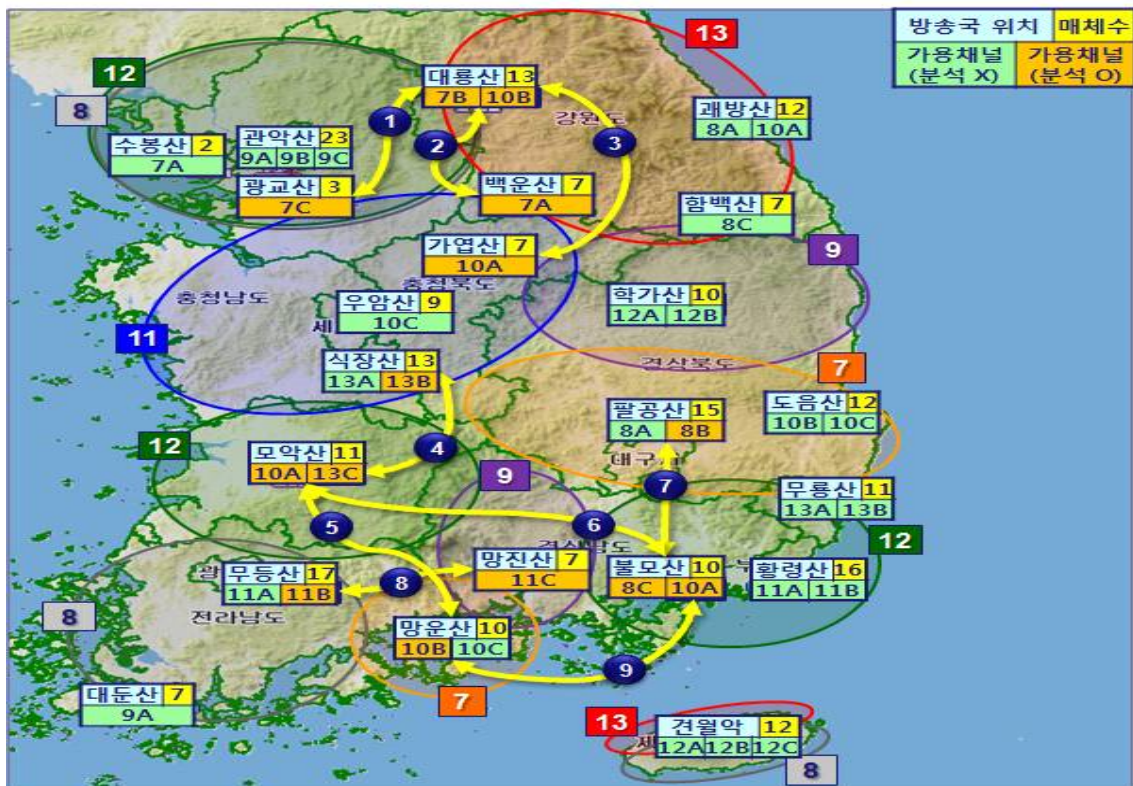 방송국 위치 매체수
가용채널 가용채널
(분석 X) (분석 O)
13
12
8
대룡산 13
7B 10B
강원도
괘방산 12
8A 10A
1
2
3
수봉산 2
7A
관악산 23
9A 9B 9C
광교산 3
7C
백운산 7
7A
함백산 7
8C
가엽산 7
10A
9
충청북도
충청남도
우암산 9
10C
학가산 10
12A 12B
11
식장산 13
13A 13B
경상북도
7
팔공산 15
8A 8B
도음산 12
10B 10C
12
4
모악산 11
10A 13C
9
대구시
7
무룡산 11
13A 13B
5
6
경상남도
12
망진산 7
11C
불모산 10
8C 10A
황령산 16
11A 11B
무등산 17
11A 11B
8
8
전라남도
망운산 10
10B 10C
9
7
대둔산 7
9A
13
견월악 12
12A 12B 12C
8